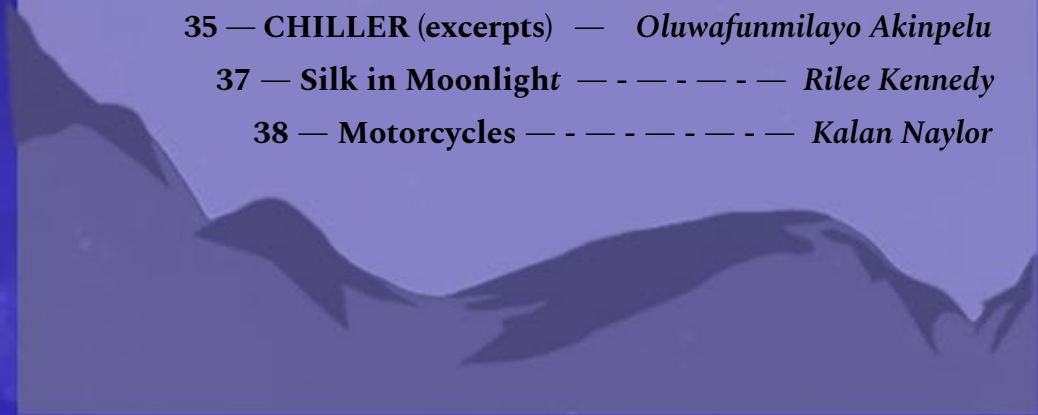 35 — CHILLER (excerpts) — Oluwafunmilayo Akinpelu
37 — Silk in Moonlight — - — - — - — Rilee Kennedy
38 — Motorcycles — - — - — - — - — Kalan Naylor